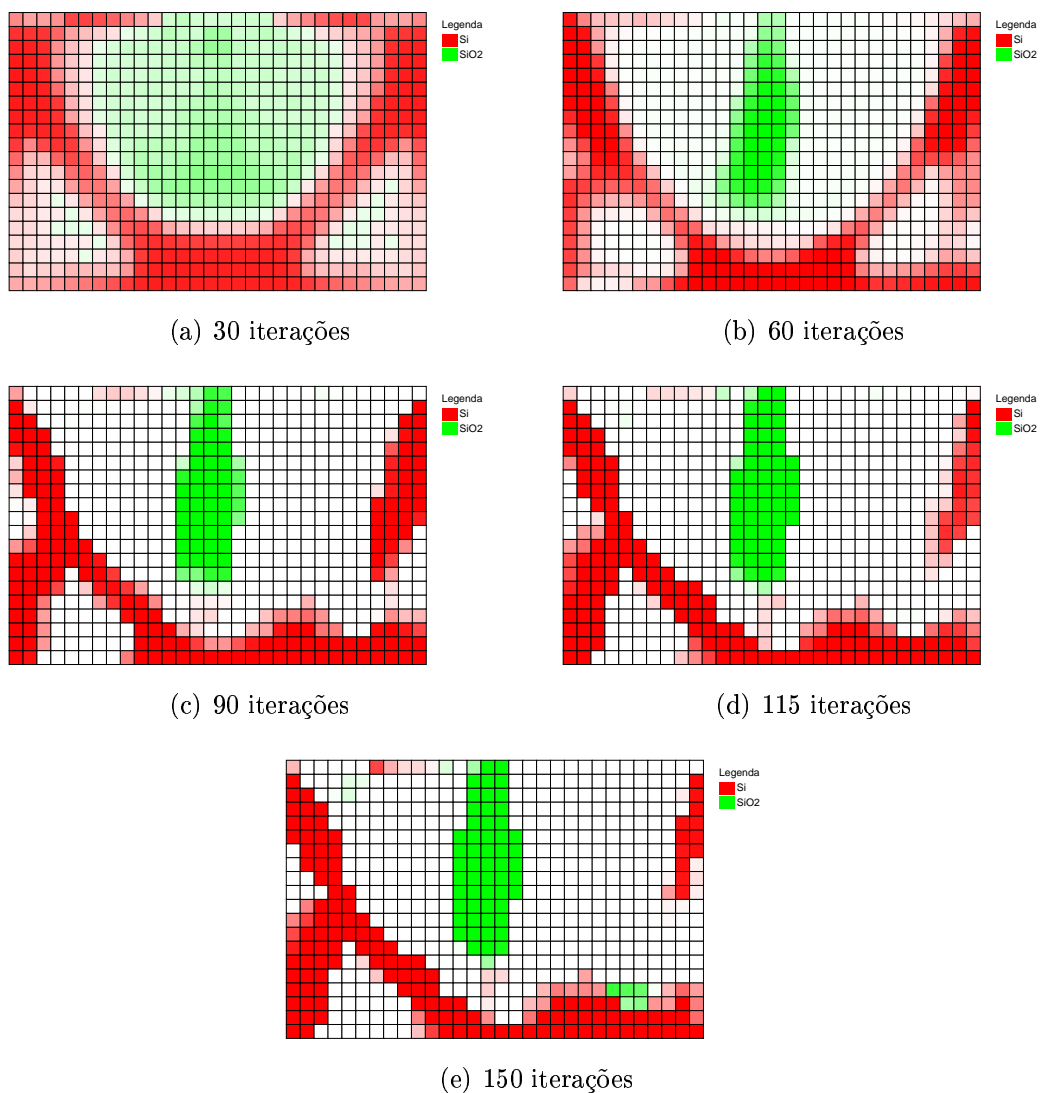 Legenda
Si
SiO2
Legenda
Si
SiO2
(a) 30 iterações
(b) 60 iterações
Legenda
Si
SiO2
Legenda
Si
SiO2
(c) 90 iterações
(d) 115 iterações
Legenda
Si
SiO2
(e) 150 iterações